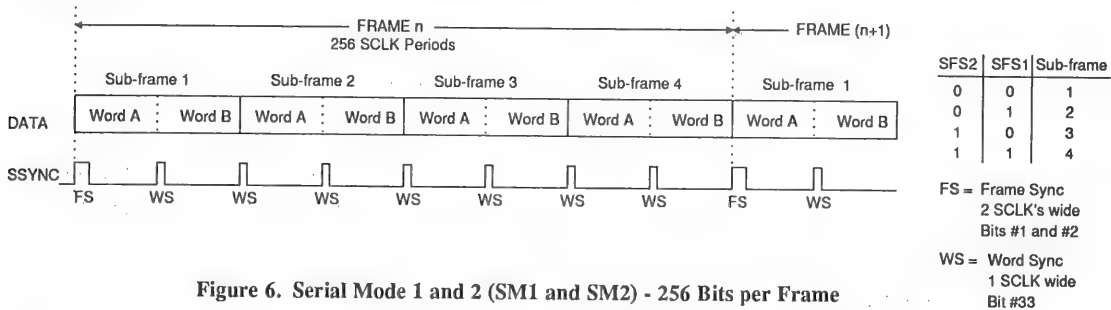 FRAME n
256 SCLK Periods
FRAME (n+1)
Sub-frame 1 Sub-frame 2 Sub-frame 3 Sub-frame 4 Sub-frame 1
DATA Word A Word B Word A Word B Word A Word B Word A Word B Word A Word B
SSYNC
FS WS WS WS WS WS WS WS FS WS
SFS2 SFS1 Sub-frame
0 0 1
0 1 2
1 0 3
1 1 4
FS = Frame Sync
2 SCLK's wide
Bits #1 and #2
WS = Word Sync
1 SCLK wide
Bit #33
Figure 6. Serial Mode 1 and 2 (SM1 and SM2) - 256 Bits per Frame